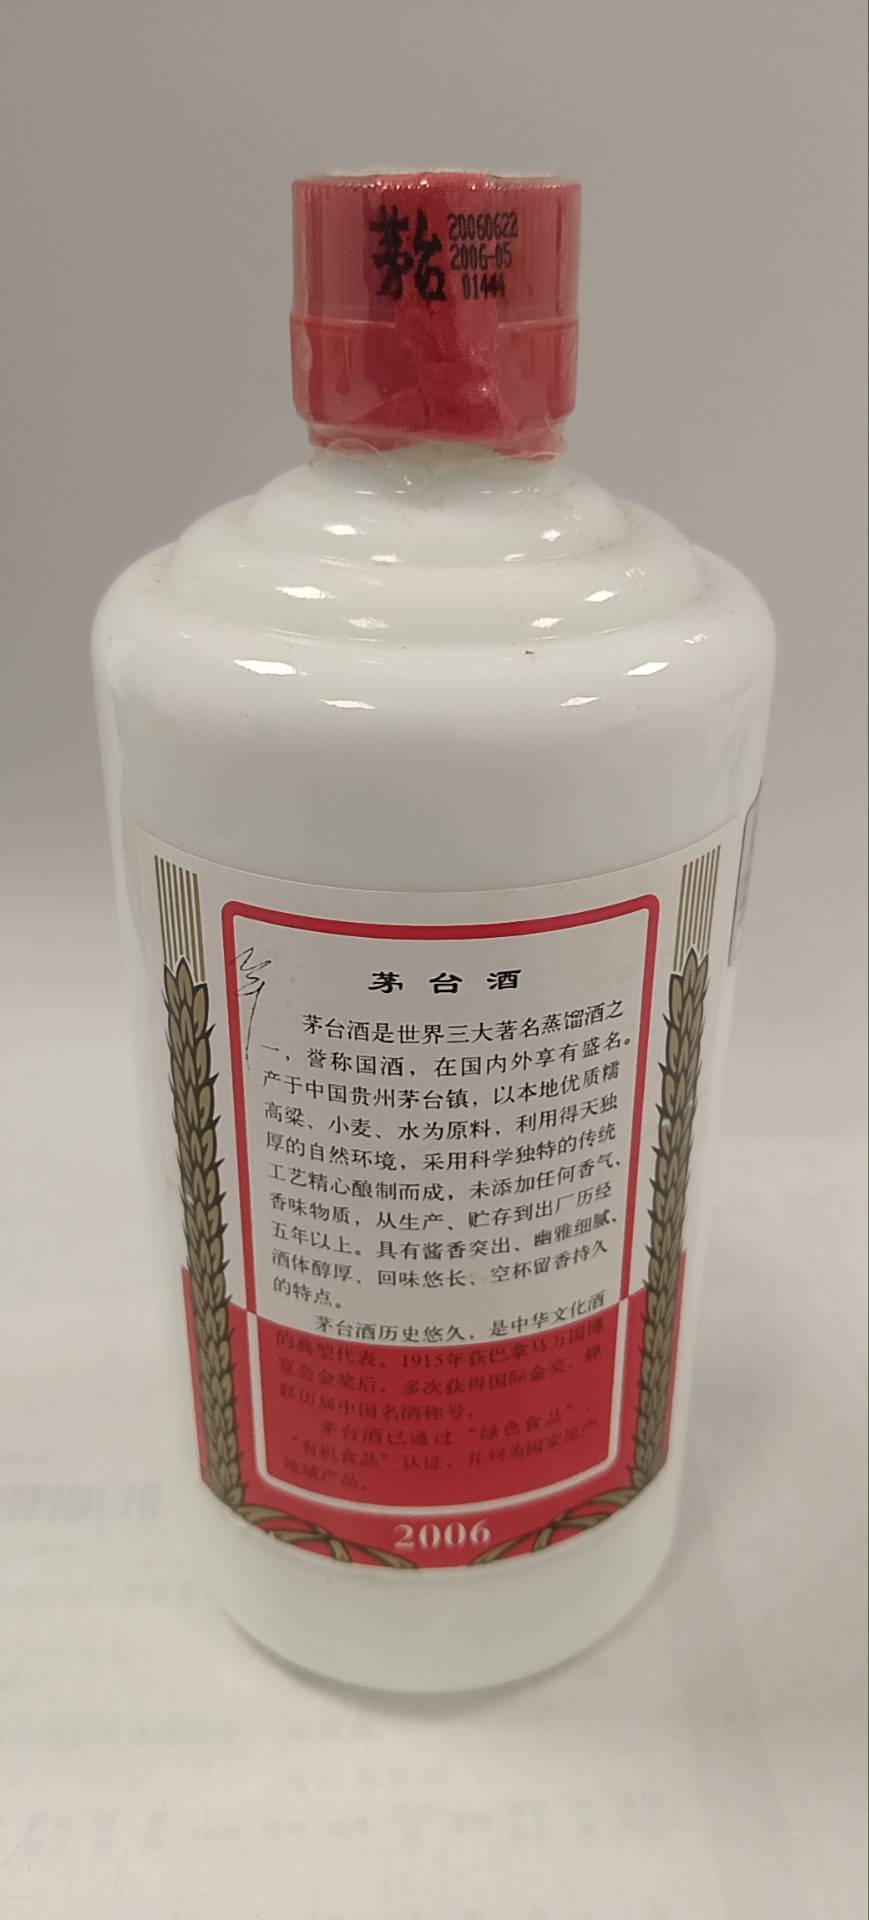 茅台
20060622
2006-05
01444
茅台酒
茅台酒是世界三大著名蒸馏酒之
一，誉称国酒，在国内外享有盛名。
产于中国贵州茅台镇，以本地优质糯
高粱、小麦、水为原料，利用得天独
厚的自然环境，采用科学独特的传统
工艺精心酿制而成，未添加任何香气、
香味物质，从生产、贮存到出厂历经
五年以上。具有酱香突出、幽雅细腻、
酒体醇厚、回味悠长、空杯留香持久
的特点。
茅台酒历史悠久，是中华文化酒
的典型代表。1915年获巴拿马万国博
览会金奖后，多次获得国际金奖，蝉
联历届中国名酒称号。
茅台酒已通过“绿色食品”、
“有机食品”认证，并列为国家原产
地域产品。
2006